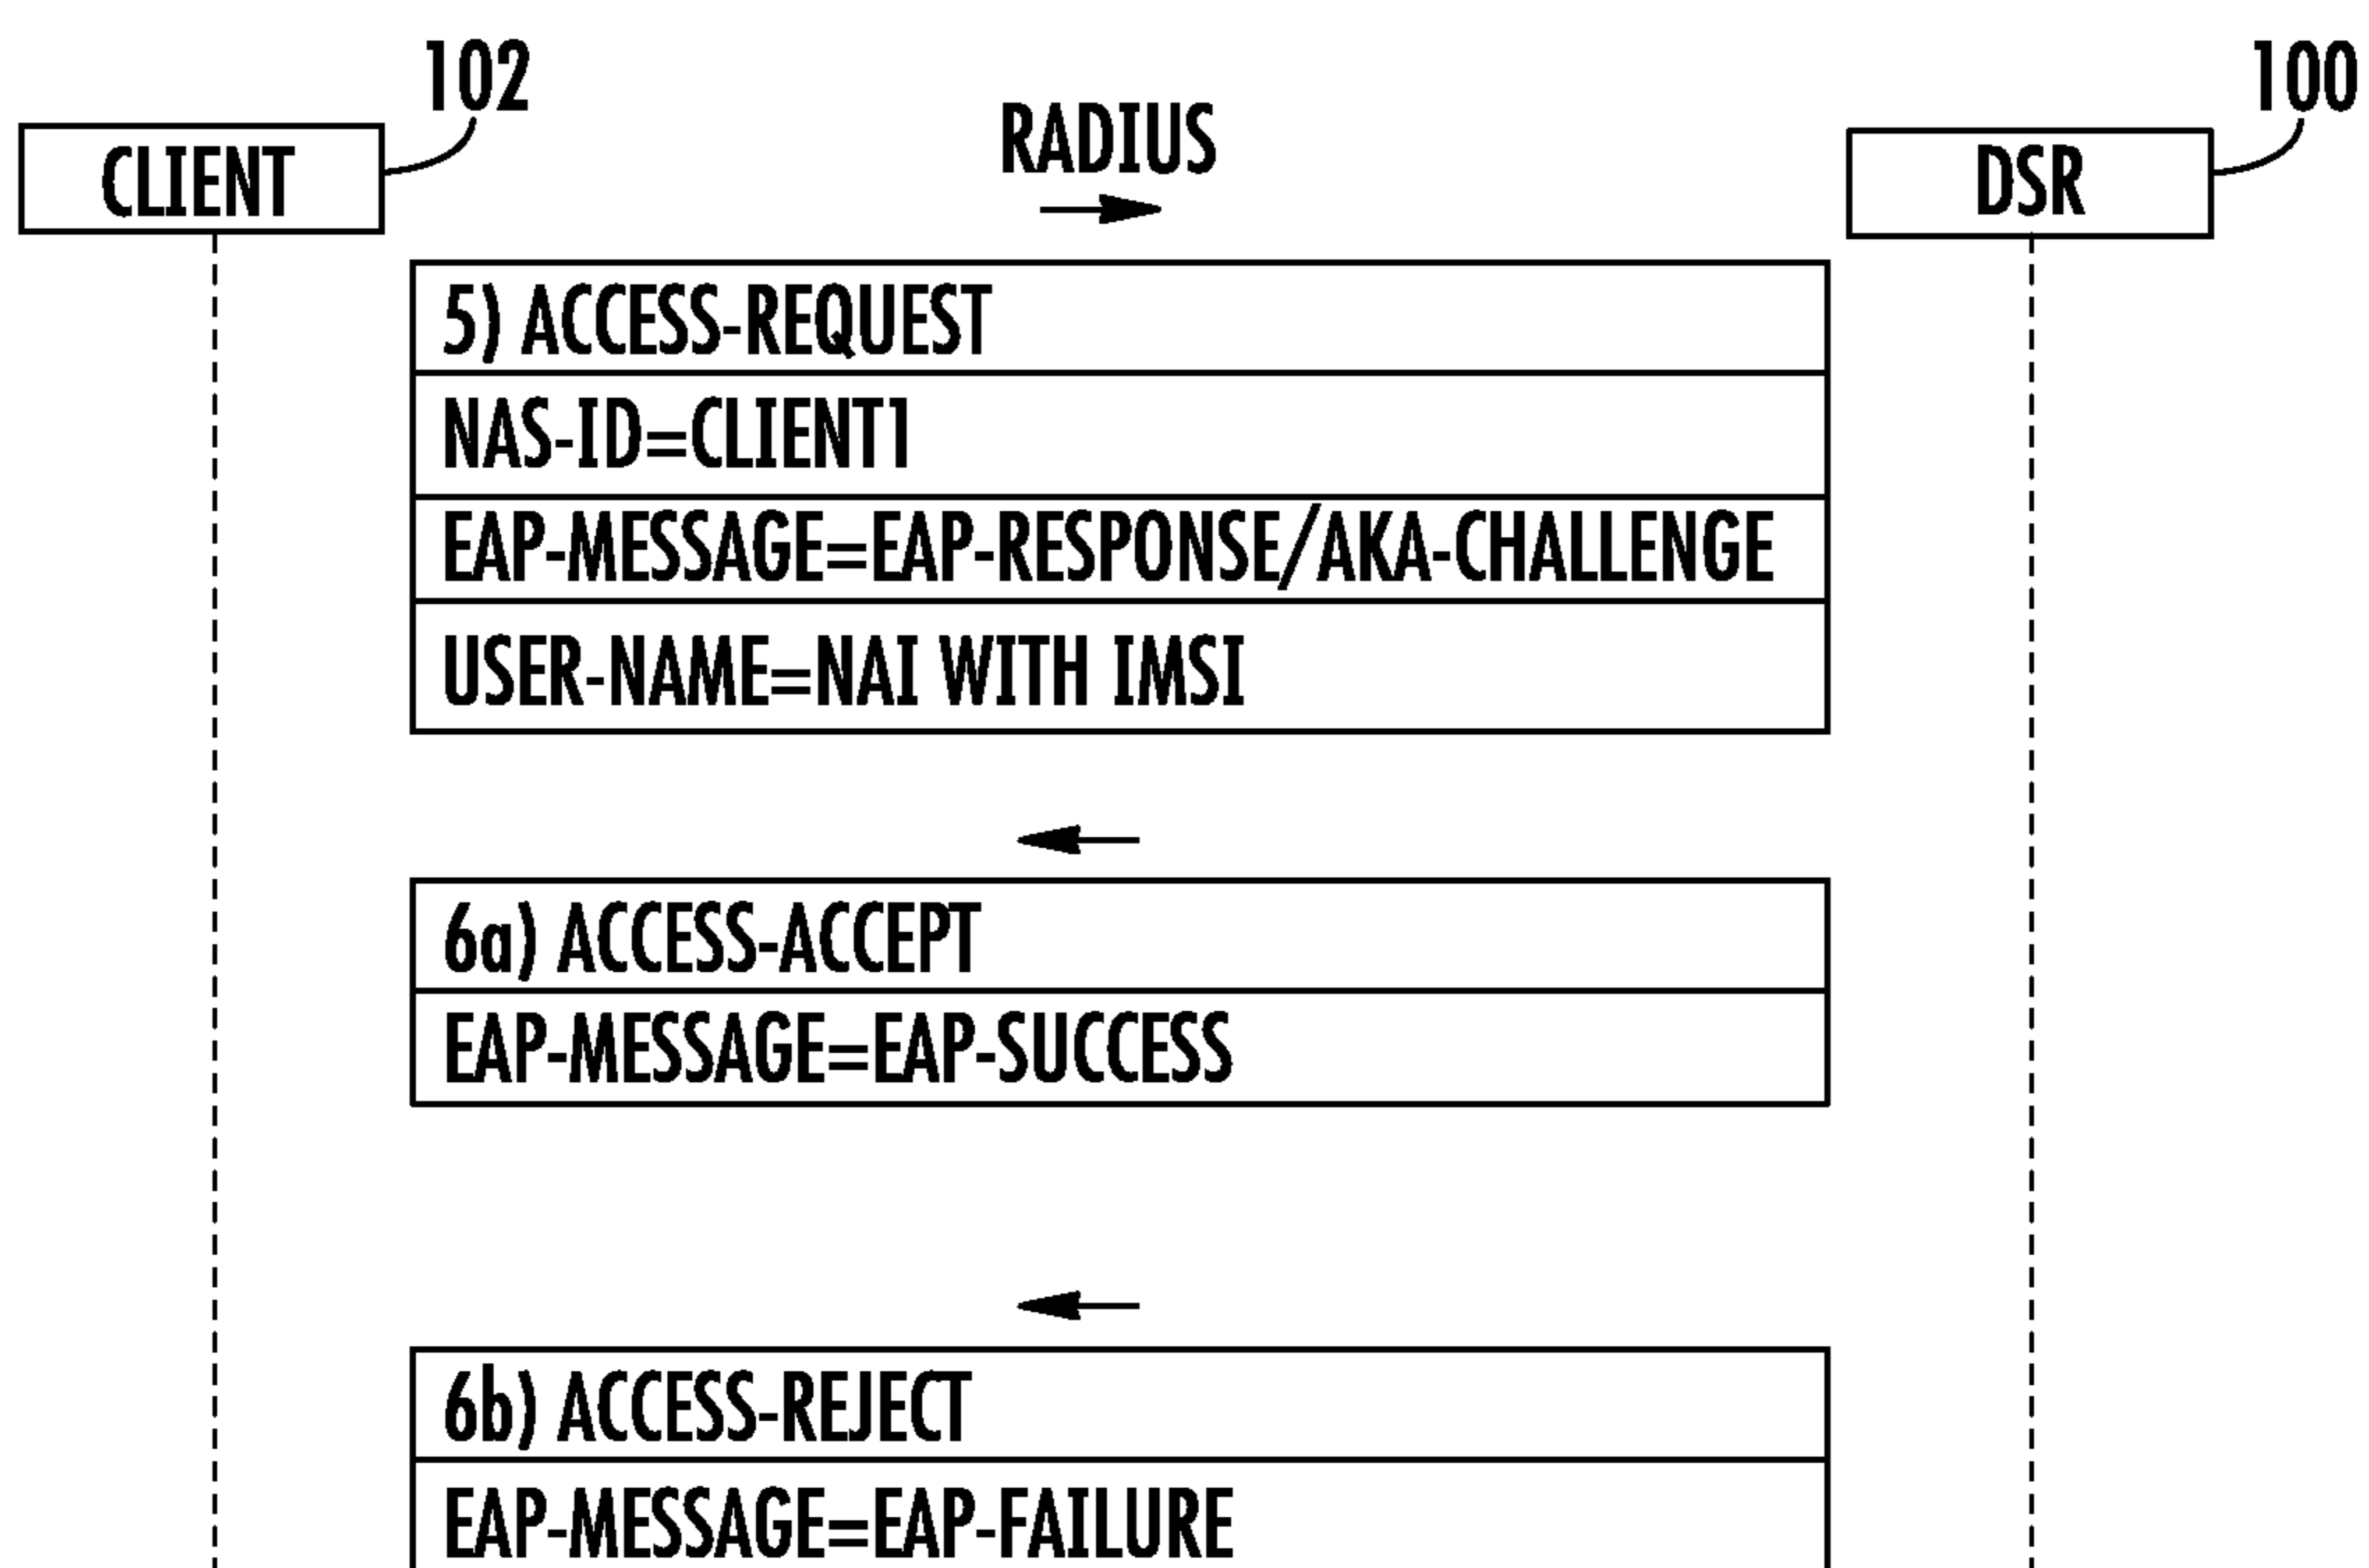 102
100
CLIENT
RADIUS
DSR
5) ACCESS-REQUEST
NAS-ID=CLIENT1
EAP-MESSAGE=EAP-RESPONSE/AKA-CHALLENGE
USER-NAME=NAI WITH IMSI
6a) ACCESS-ACCEPT
EAP-MESSAGE=EAP-SUCCESS
6b) ACCESS-REJECT
EAP-MESSAGE=EAP-FAILURE